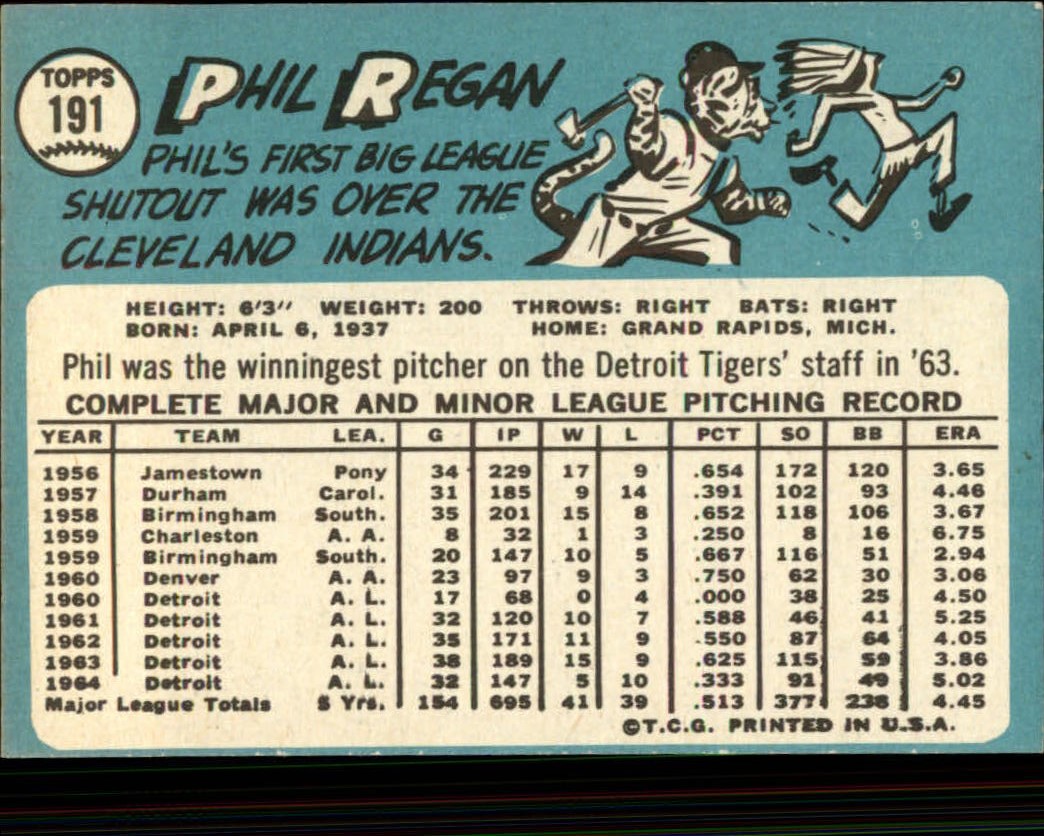 TOPPS
191
PHIL REGAN
PHIL'S FIRST BIG LEAGUE
SHUTOUT WAS OVER THE
CLEVELAND INDIANS.
HEIGHT: 6'3" WEIGHT: 200 THROWS: RIGHT BATS: RIGHT
BORN: APRIL 6, 1937 HOME: GRAND RAPIDS, MICH.
Phil was the winningest pitcher on the Detroit Tigers' staff in '63.
COMPLETE MAJOR AND MINOR LEAGUE PITCHING RECORD
YEAR TEAM LEA. G IP W L PCT SO BB ERA
1956 Jamestown Pony 34 229 17 9 .654 172 120 3.65
1957 Durham Carol. 31 185 9 14 .391 102 93 4.46
1958 Birmingham South. 35 201 15 8 .652 118 106 3.67
1959 Charleston A. A. 8 32 1 3 .250 8 16 6.75
1959 Birmingham South. 20 147 10 5 .667 116 51 2.94
1960 Denver A. A. 23 97 9 3 .750 62 30 3.06
1960 Detroit A. L. 17 68 0 4 .000 38 25 4.50
1961 Detroit A. L. 32 120 10 7 .588 46 41 5.25
1962 Detroit A. L. 35 171 11 9 .550 87 64 4.05
1963 Detroit A. L. 38 189 15 9 .625 115 59 3.86
1964 Detroit A. L. 32 147 5 10 .333 91 49 5.02
Major League Totals 5 Yrs. 154 695 41 39 .513 377 238 4.45
©T.C.G. PRINTED IN U.S.A.